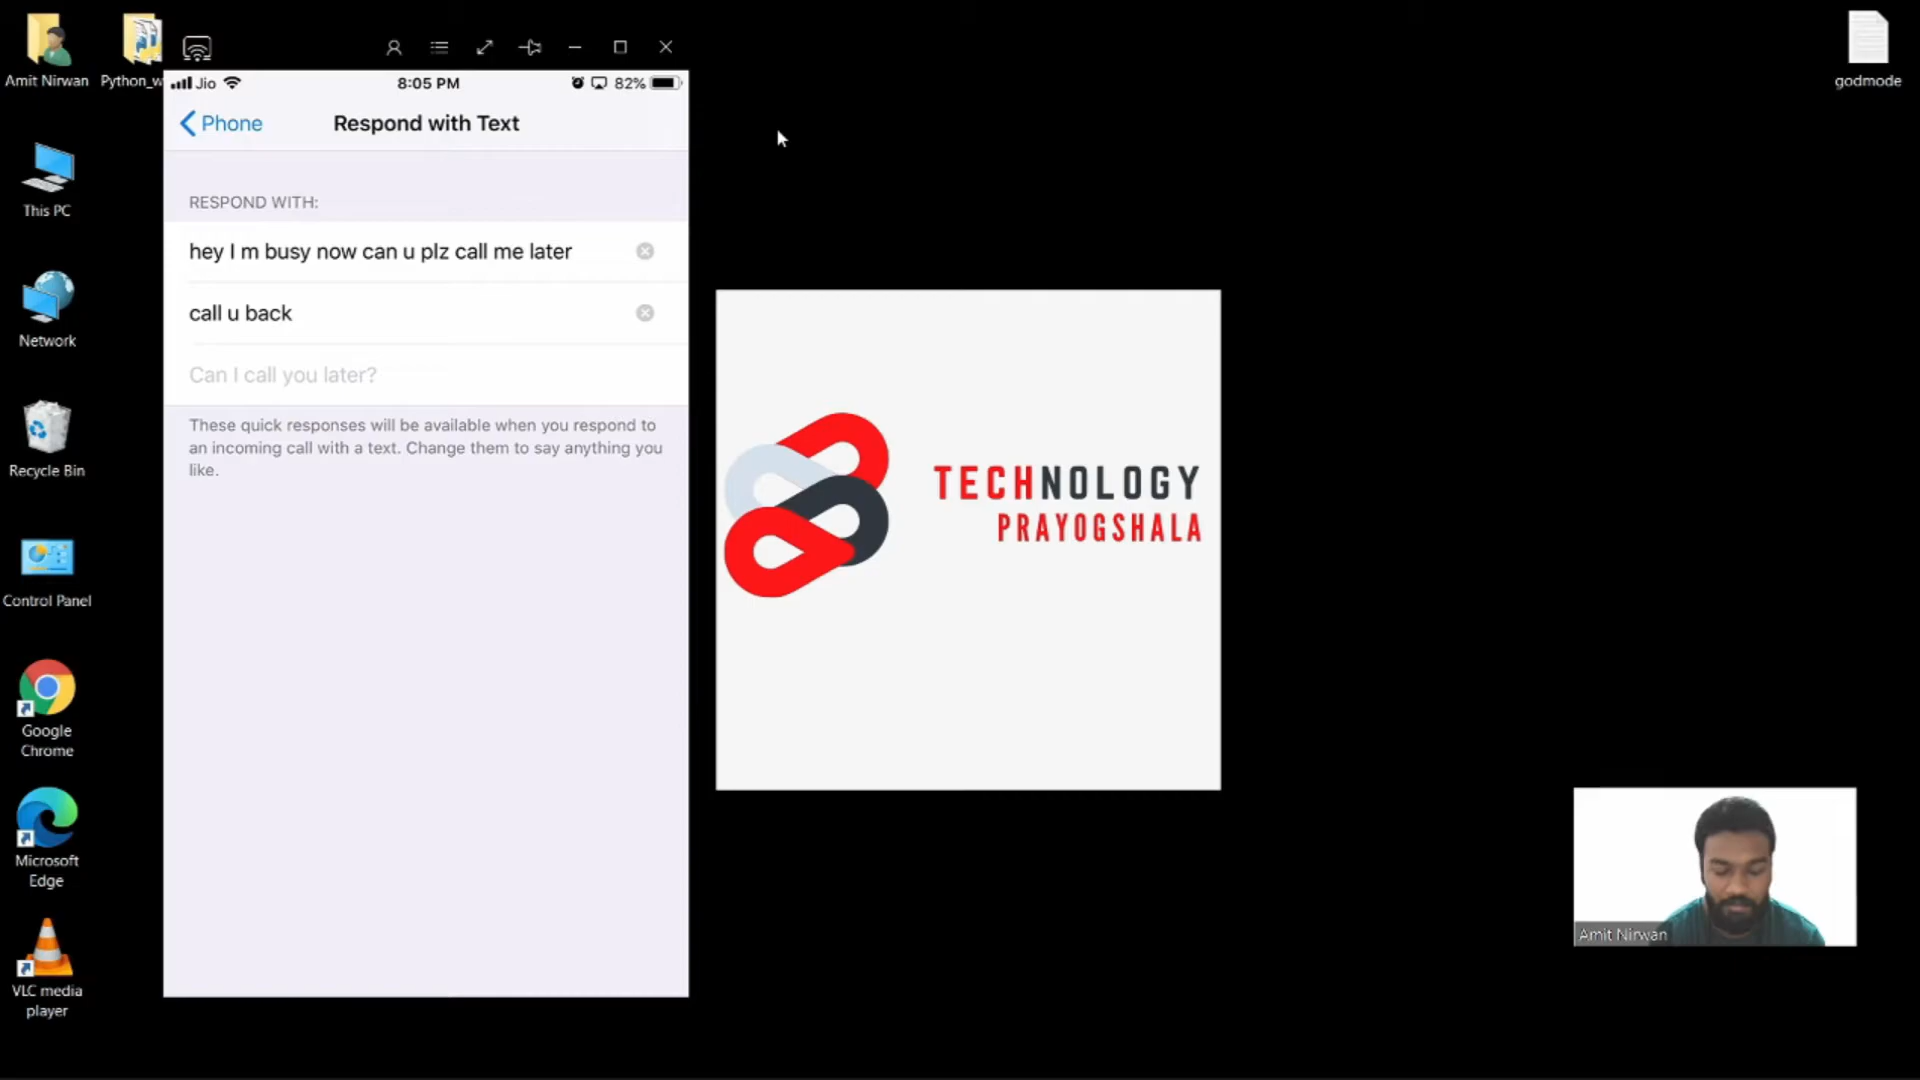 Amit Nirwan
Python_w
godmode
This PC
Network
Recycle Bin
Control Panel
Google
Chrome
Microsoft
Edge
VLC media
player
Jio
8:05 PM
82%
Phone
Respond with Text
RESPOND WITH:
hey I m busy now can u plz call me later
call u back
Can I call you later?
These quick responses will be available when you respond to
an incoming call with a text. Change them to say anything you
like.
TECHNOLOGY
PRAYOGSHALA
Amit Nirwan